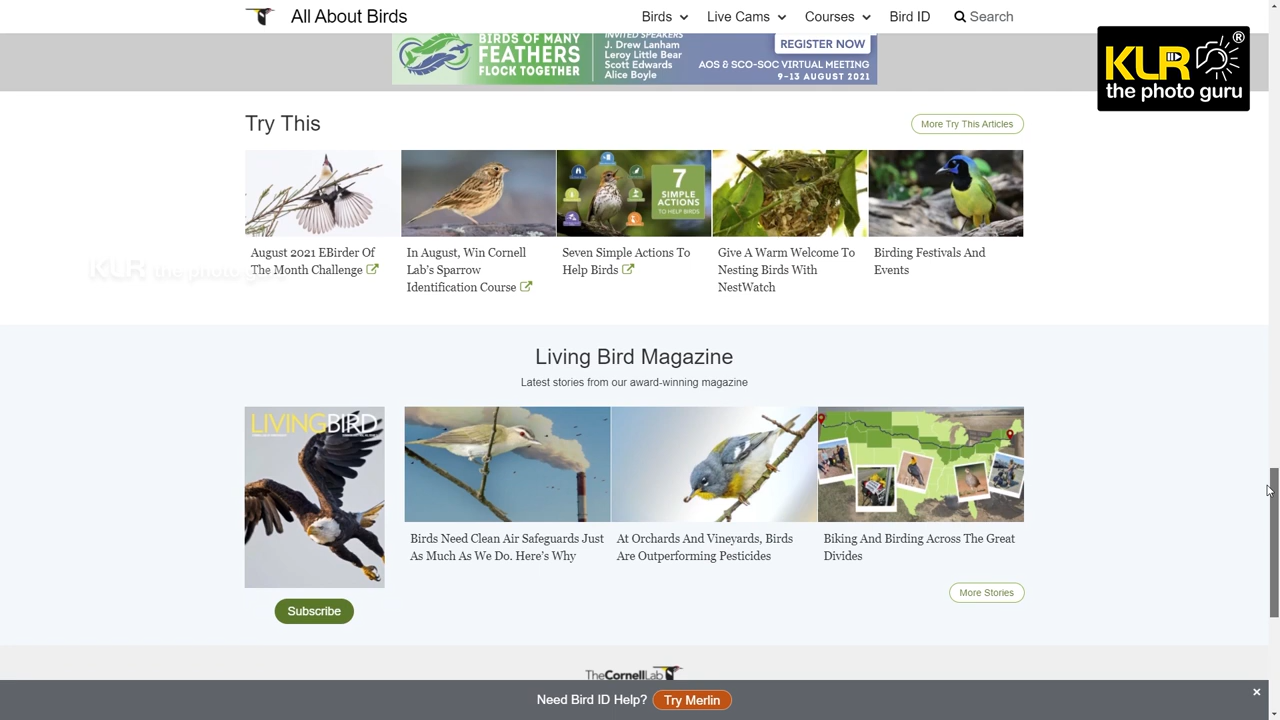 All About Birds
Birds
Live Cams
Courses
Bird ID
Search
BIRDS OF MANY
FEATHERS
FLOCK TOGETHER
INVITED SPEAKERS
J. Drew Lanham
Leroy Little Bear
Scott Edwards
Alice Boyle
REGISTER NOW
AOS & SCO-SOC VIRTUAL MEETING
9–13 AUGUST 2021
KLR
the photo guru
Try This
More Try This Articles
7
SIMPLE
ACTIONS
TO HELP BIRDS
August 2021 EBirder Of
The Month Challenge
In August, Win Cornell
Lab's Sparrow
Identification Course
Seven Simple Actions To
Help Birds
Give A Warm Welcome To
Nesting Birds With
NestWatch
Birding Festivals And
Events
KLR the photo guru
Living Bird Magazine
Latest stories from our award-winning magazine
LIVINGBIRD
Birds Need Clean Air Safeguards Just
As Much As We Do. Here's Why
At Orchards And Vineyards, Birds
Are Outperforming Pesticides
Biking And Birding Across The Great
Divides
More Stories
Subscribe
TheCornellLab
Need Bird ID Help?
Try Merlin